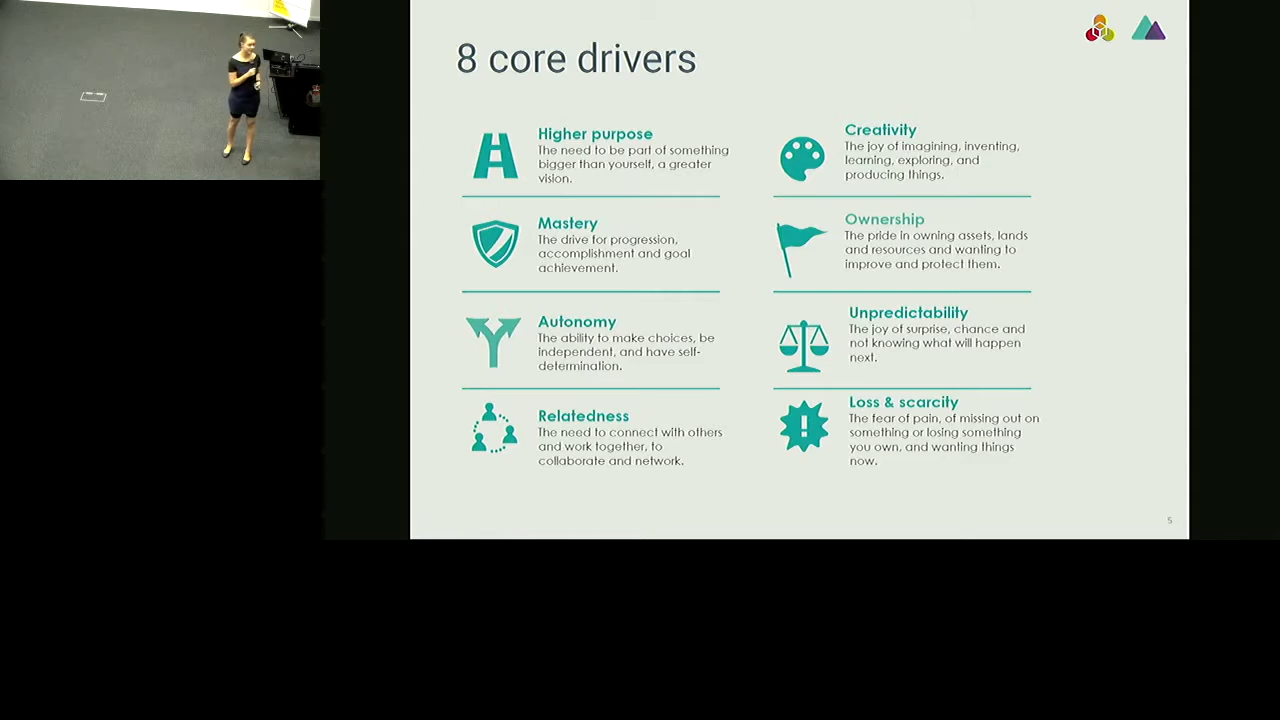 8 core drivers
Higher purpose
The need to be part of something
bigger than yourself, a greater
vision.
Mastery
The drive for progression,
accomplishment and goal
achievement.
Autonomy
The ability to make choices, be
independent, and have self-
determination.
Relatedness
The need to connect with others
and work together, to
collaborate and network.
Creativity
The joy of imagining, inventing,
learning, exploring, and
producing things.
Ownership
The pride in owning assets, lands
and resources and wanting to
improve and protect them.
Unpredictability
The joy of surprise, chance and
not knowing what will happen
next.
Loss & scarcity
The fear of pain, of missing out on
something or losing something
you own, and wanting things
now.
5